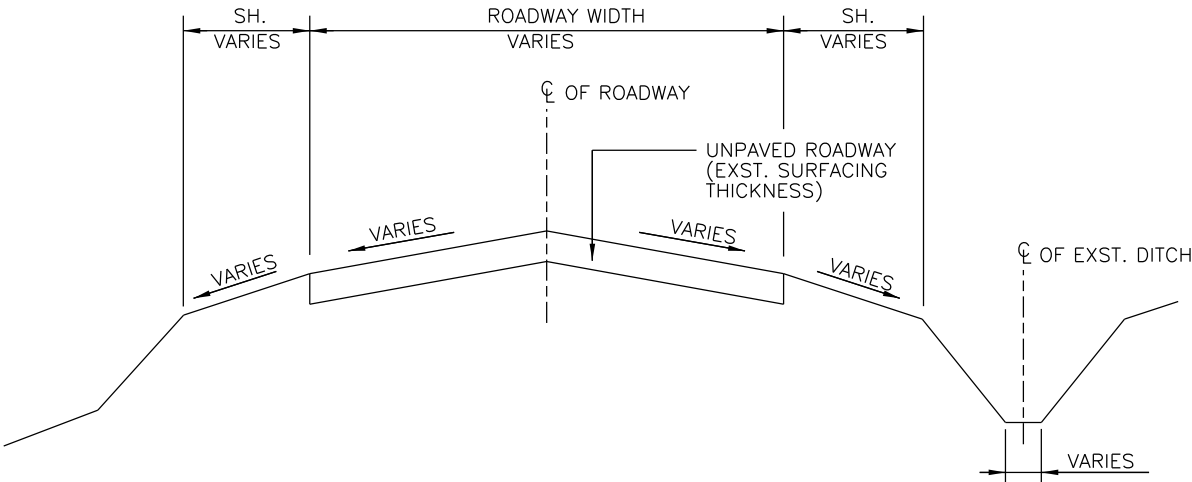 SH.
VARIES
ROADWAY WIDTH
VARIES
SH.
VARIES
℄ OF ROADWAY
UNPAVED ROADWAY
(EXST. SURFACING
THICKNESS)
VARIES
VARIES
VARIES
VARIES
℄ OF EXST. DITCH
VARIES